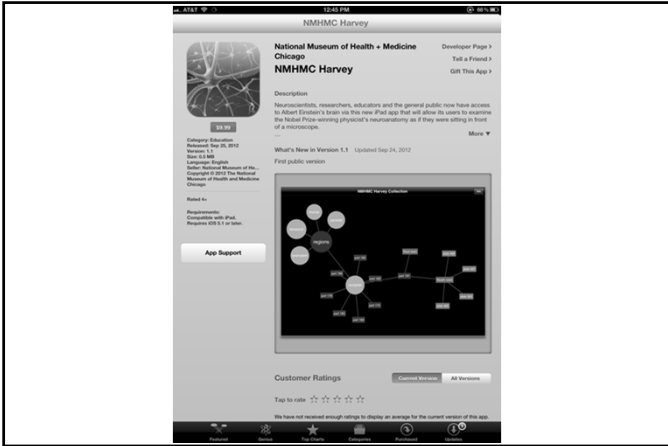 AT&T
12:45 PM
NMHMC Harvey
National Museum of Health + Medicine
Chicago
NMHMC Harvey
Developer Page >
Tell a Friend >
Gift This App >
$9.99
Category: Education
Released: Sep 25, 2012
Version: 1.1
Size: 0.5 MB
Language: English
Seller: National Museum of He...
Copyright © 2012 The National
Museum of Health and Medicine
Chicago
Rated 4+
Requirements:
Compatible with iPad.
Requires iOS 5.1 or later.
App Support
Description
Neuroscientists, researchers, educators and the general public now have access
to Albert Einstein's brain via this new iPad app that will allow its users to examine
the Nobel Prize-winning physicist's neuroanatomy as if they were sitting in front
of a microscope.
...
More ▼
What's New in Version 1.1 Updated Sep 24, 2012
First public version
NMHMC Harvey Collection
regions
Customer Ratings
Current Version
All Versions
Tap to rate ☆ ☆ ☆ ☆ ☆
We have not received enough ratings to display an average for the current version of this app.
Featured
Genius
Top Charts
Categories
Purchased
Updates